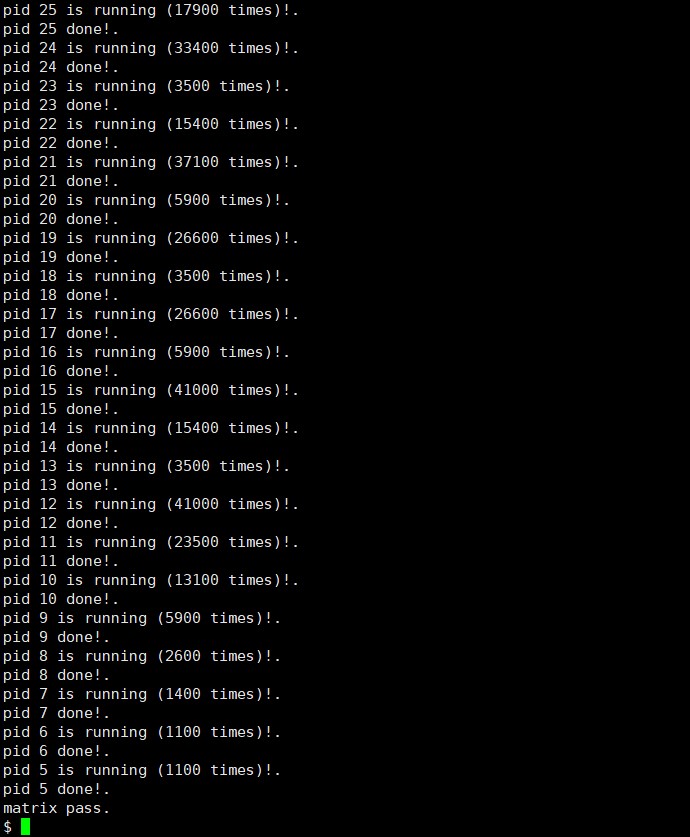 pid 25 is running (17900 times)!.
pid 25 done!.
pid 24 is running (33400 times)!.
pid 24 done!.
pid 23 is running (3500 times)!.
pid 23 done!.
pid 22 is running (15400 times)!.
pid 22 done!.
pid 21 is running (37100 times)!.
pid 21 done!.
pid 20 is running (5900 times)!.
pid 20 done!.
pid 19 is running (26600 times)!.
pid 19 done!.
pid 18 is running (3500 times)!.
pid 18 done!.
pid 17 is running (26600 times)!.
pid 17 done!.
pid 16 is running (5900 times)!.
pid 16 done!.
pid 15 is running (41000 times)!.
pid 15 done!.
pid 14 is running (15400 times)!.
pid 14 done!.
pid 13 is running (3500 times)!.
pid 13 done!.
pid 12 is running (41000 times)!.
pid 12 done!.
pid 11 is running (23500 times)!.
pid 11 done!.
pid 10 is running (13100 times)!.
pid 10 done!.
pid 9 is running (5900 times)!.
pid 9 done!.
pid 8 is running (2600 times)!.
pid 8 done!.
pid 7 is running (1400 times)!.
pid 7 done!.
pid 6 is running (1100 times)!.
pid 6 done!.
pid 5 is running (1100 times)!.
pid 5 done!.
matrix pass.
$